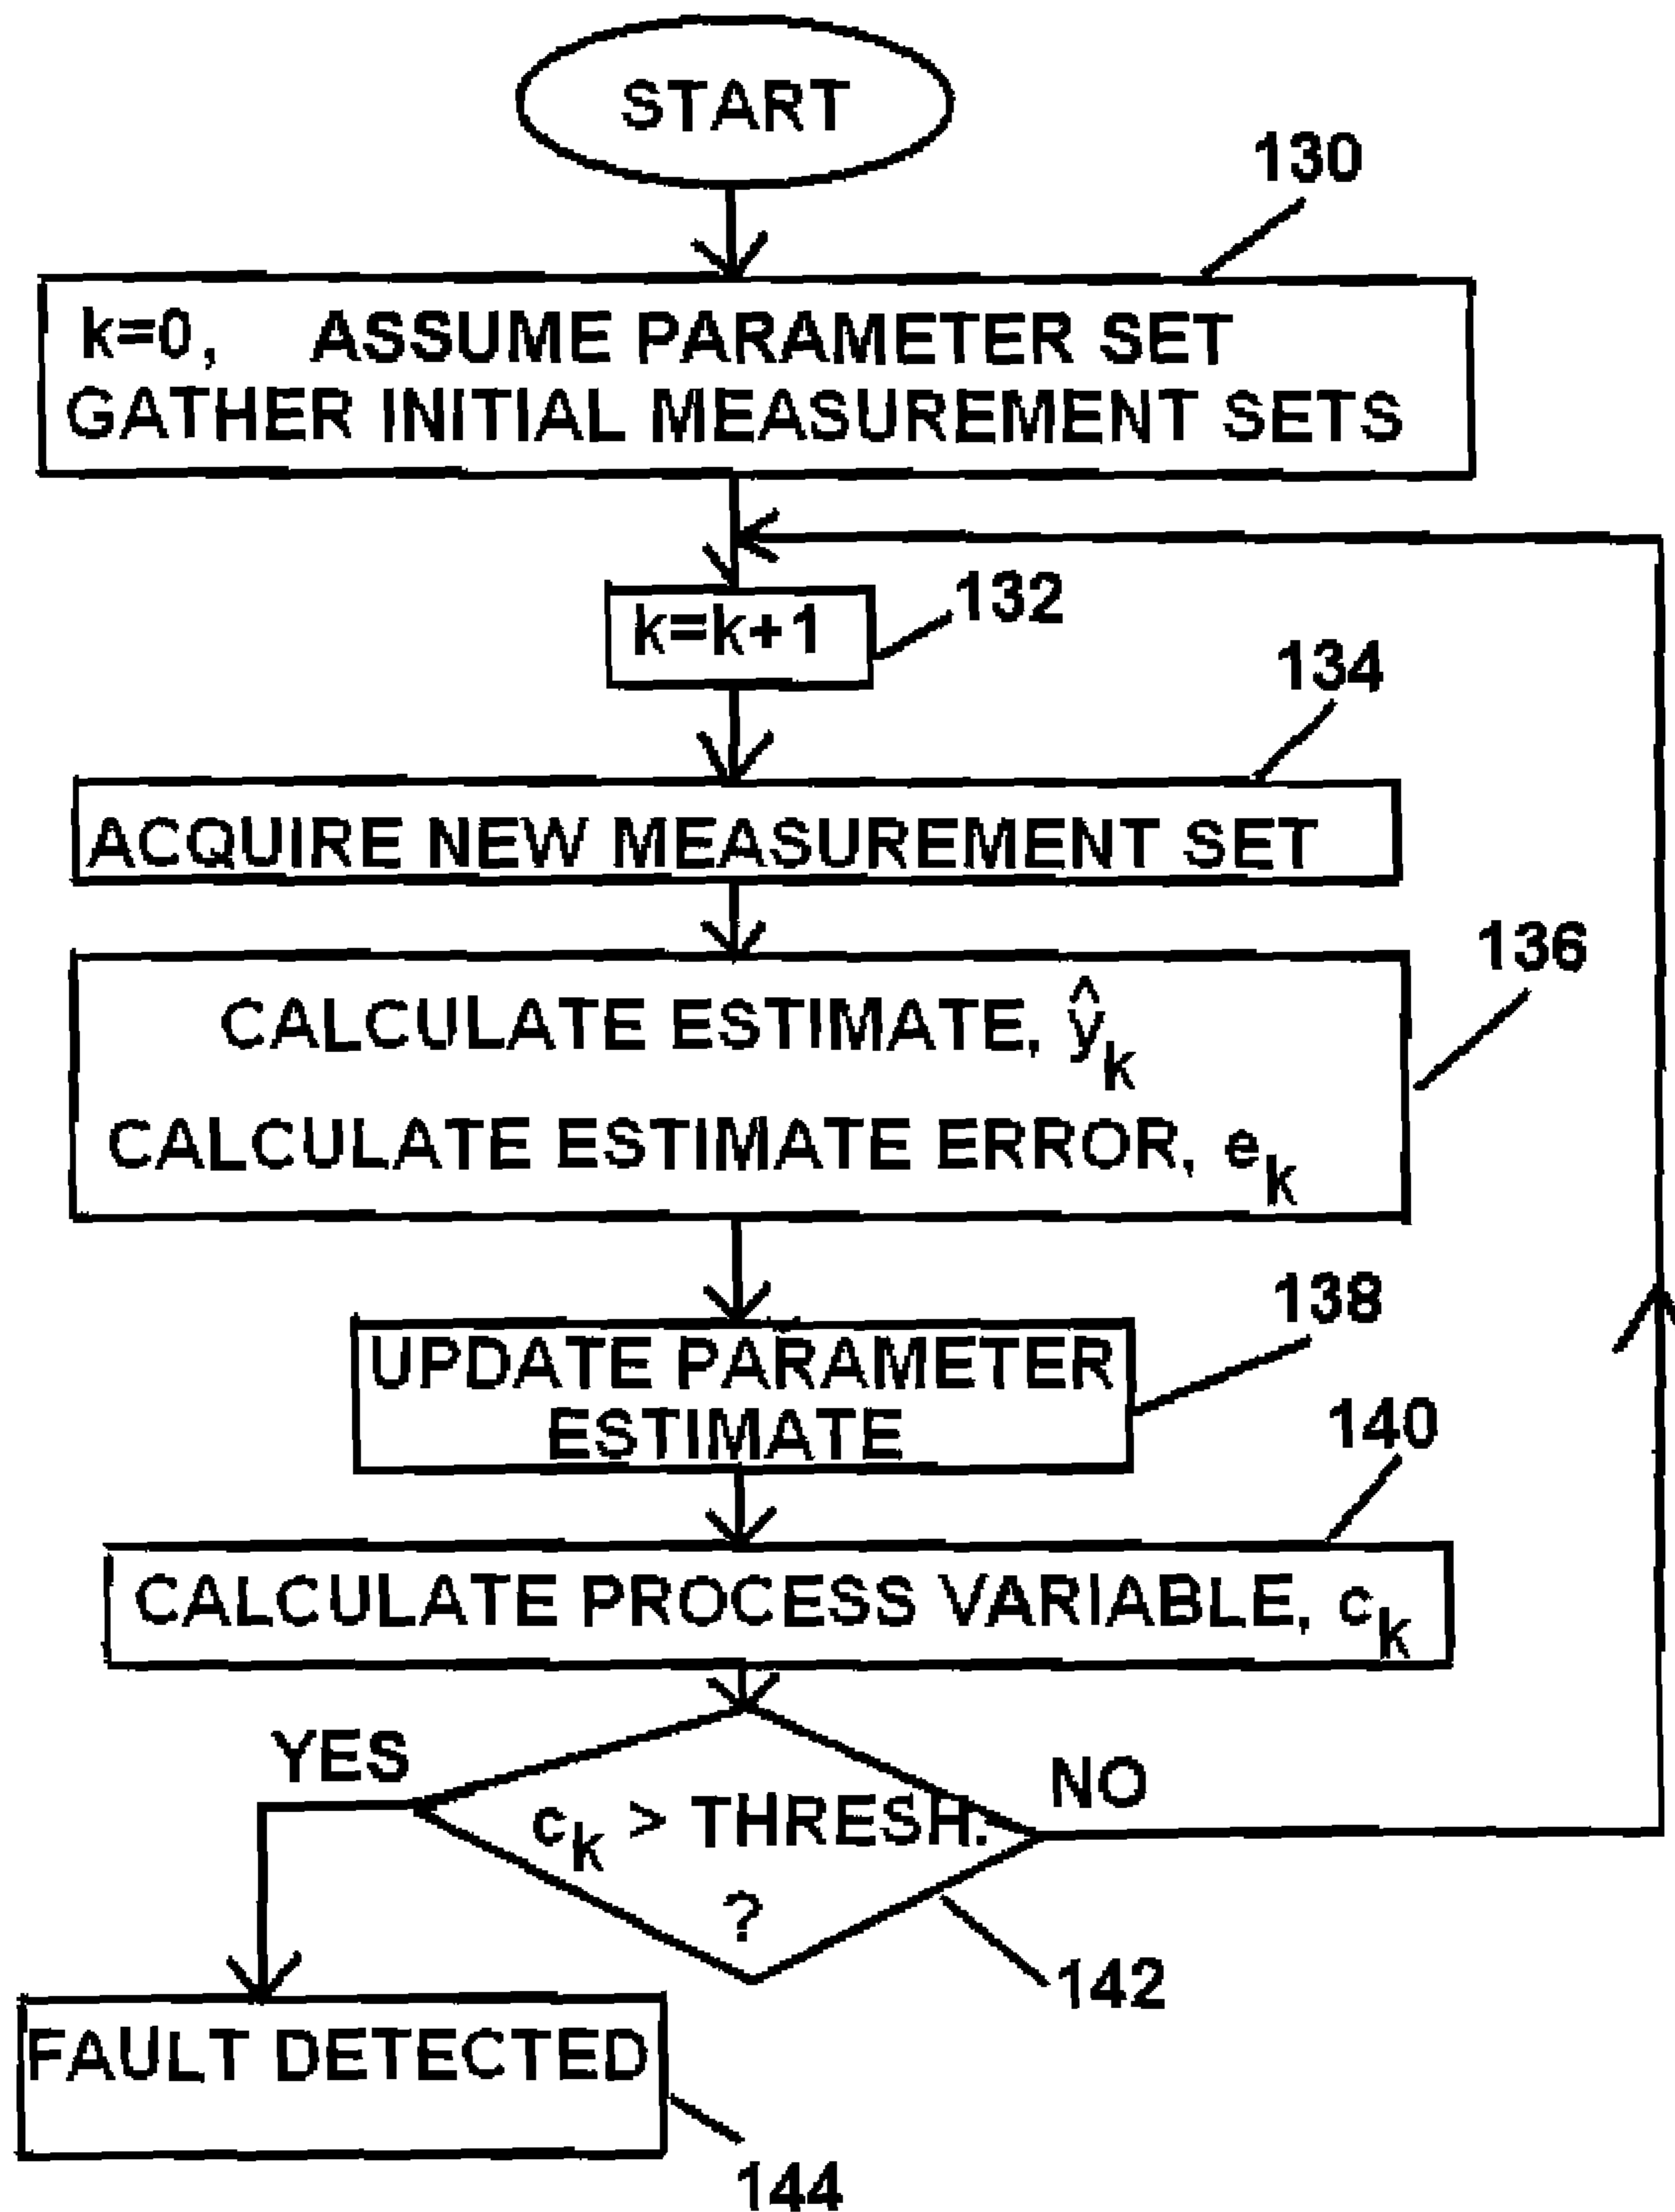 START
130
k=0, ASSUME PARAMETER SET
GATHER INITIAL MEASUREMENT SETS
132
k=k+1
134
ACQUIRE NEW MEASUREMENT SET
136
CALCULATE ESTIMATE, ŷk
CALCULATE ESTIMATE ERROR, ek
138
UPDATE PARAMETER
ESTIMATE
140
CALCULATE PROCESS VARIABLE, ck
YES
NO
ck > THRESH.
?
142
FAULT DETECTED
144